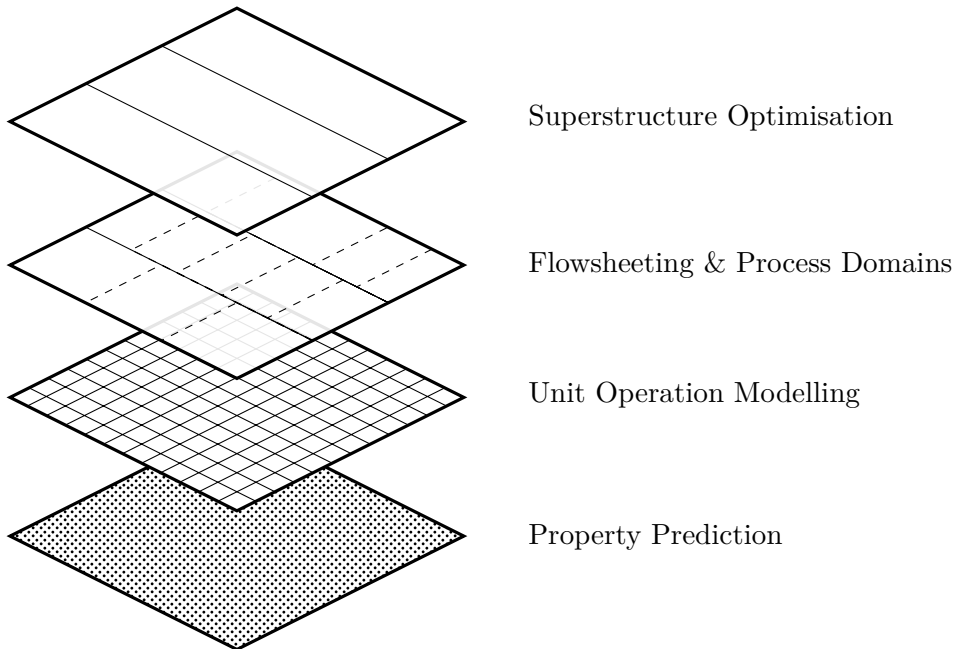 Superstructure Optimisation
Flowsheeting & Process Domains
Unit Operation Modelling
Property Prediction